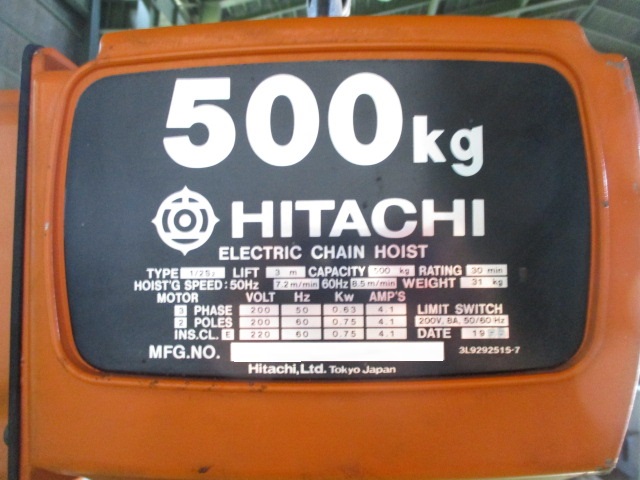 500kg
HITACHI
ELECTRIC CHAIN HOIST
TYPE LIFT 3 m CAPACITY kg RATING 30 min
HOIST'G SPEED:50Hz 7.2 m/min 60Hz 8.5 m/min WEIGHT 31 kg
MOTOR VOLT Hz Kw AMP'S
3 PHASE 200 50 0.63 4.1 LIMIT SWITCH
2 POLES 200 60 0.75 4.1 200V, 8A, 50/60 Hz
INS.CL. E 220 60 0.75 4.1 DATE
MFG.NO. 3L9292515-7
Hitachi,Ltd. Tokyo Japan